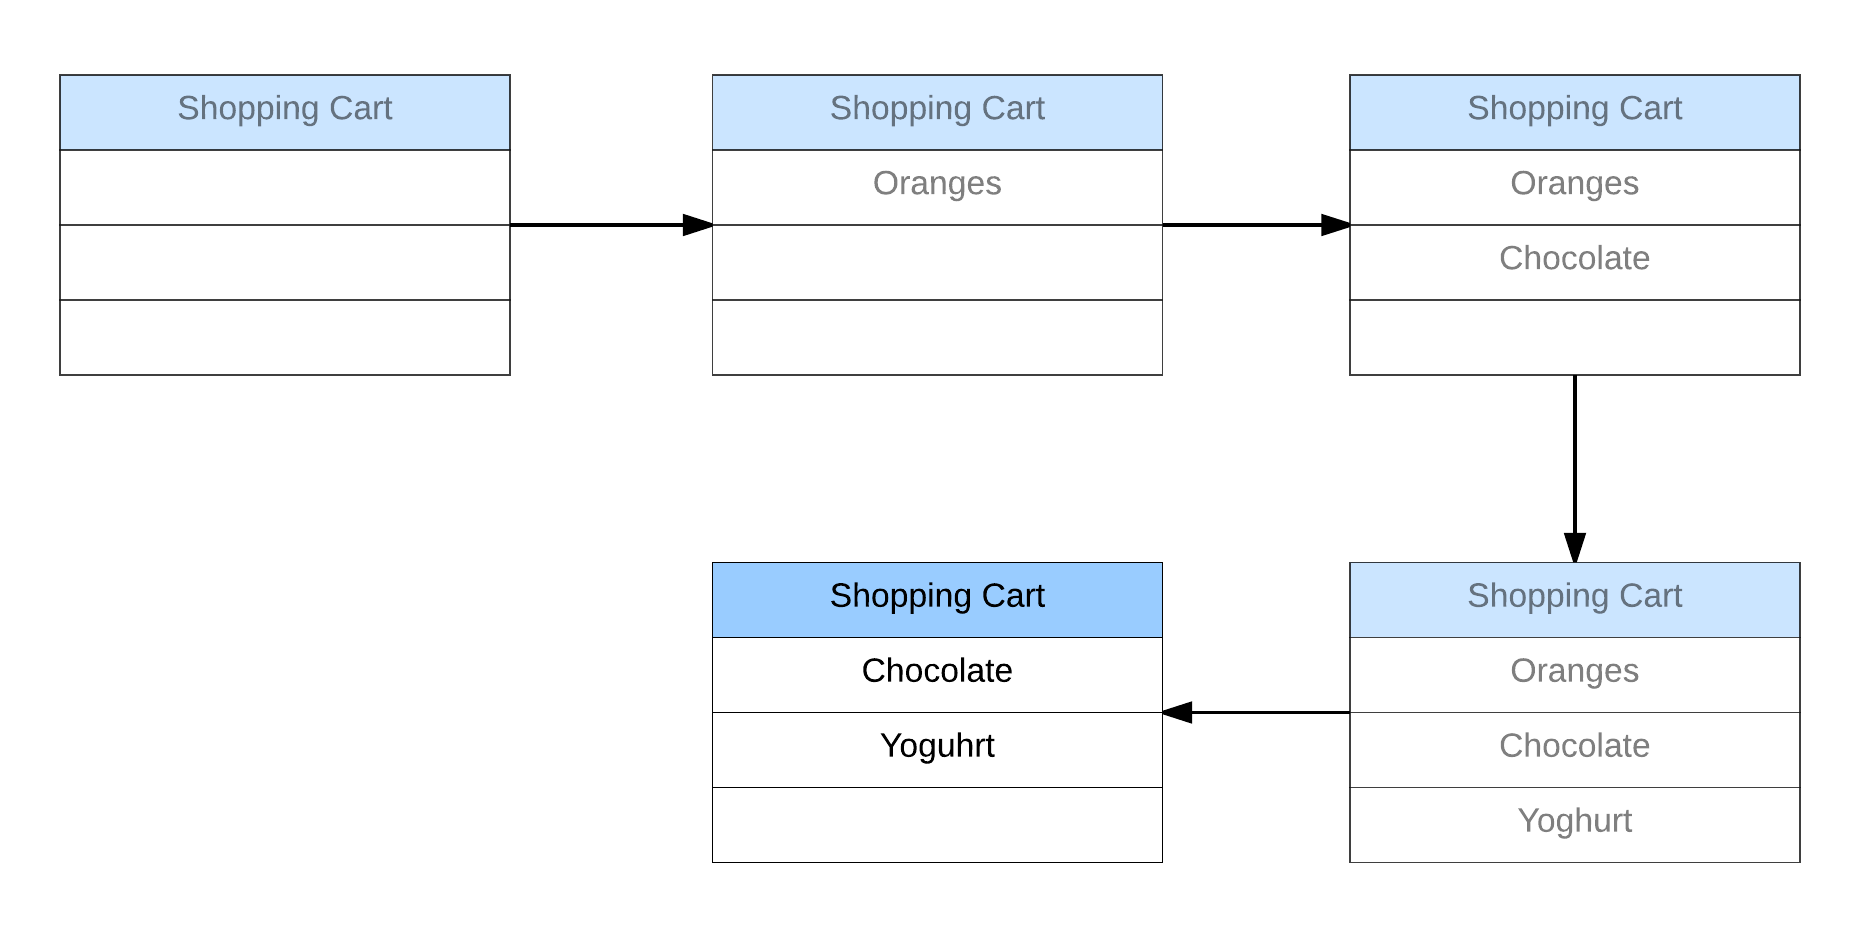 Shopping Cart
Shopping Cart
Oranges
Shopping Cart
Oranges
Chocolate
Shopping Cart
Chocolate
Yoguhrt
Shopping Cart
Oranges
Chocolate
Yoghurt